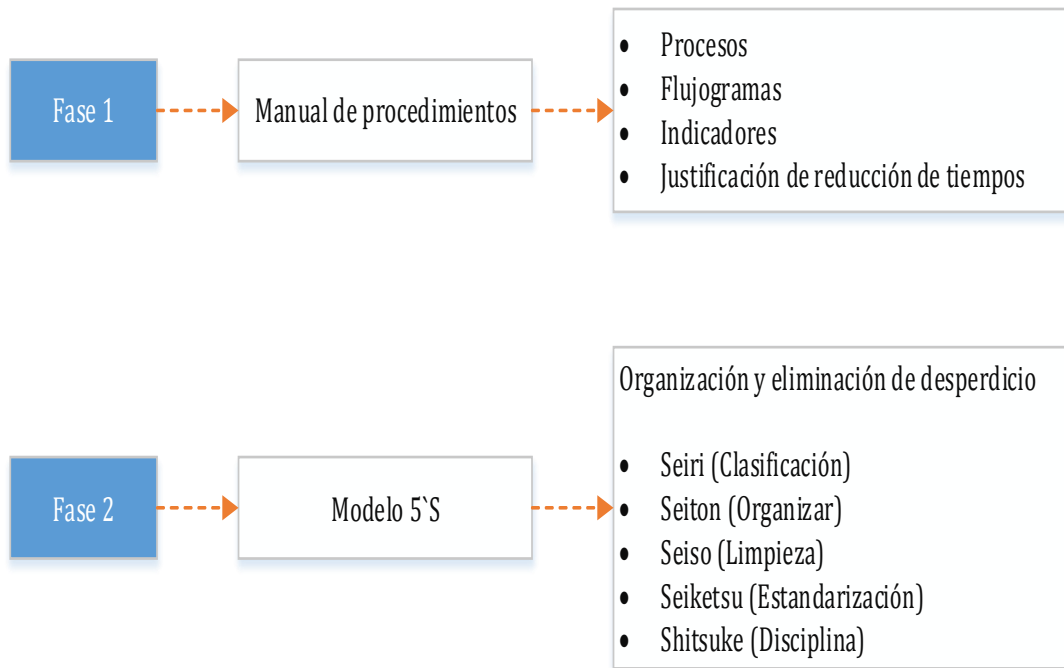 Fase 1
Manual de procedimientos
• Procesos
• Flujogramas
• Indicadores
• Justificación de reducción de tiempos
Fase 2
Modelo 5`S
Organización y eliminación de desperdicio
• Seiri (Clasificación)
• Seiton (Organizar)
• Seiso (Limpieza)
• Seiketsu (Estandarización)
• Shitsuke (Disciplina)